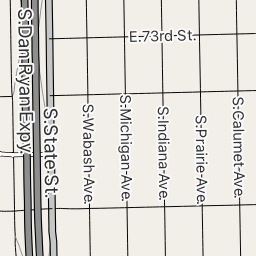 E.73rd-St.
S.Dan Ryan Expy.
S.State-St.
S.Wabash-Ave.
S.Michigan-Ave.
S.Indiana-Ave.
S.Prairie-Ave.
S.Calumet-Ave.